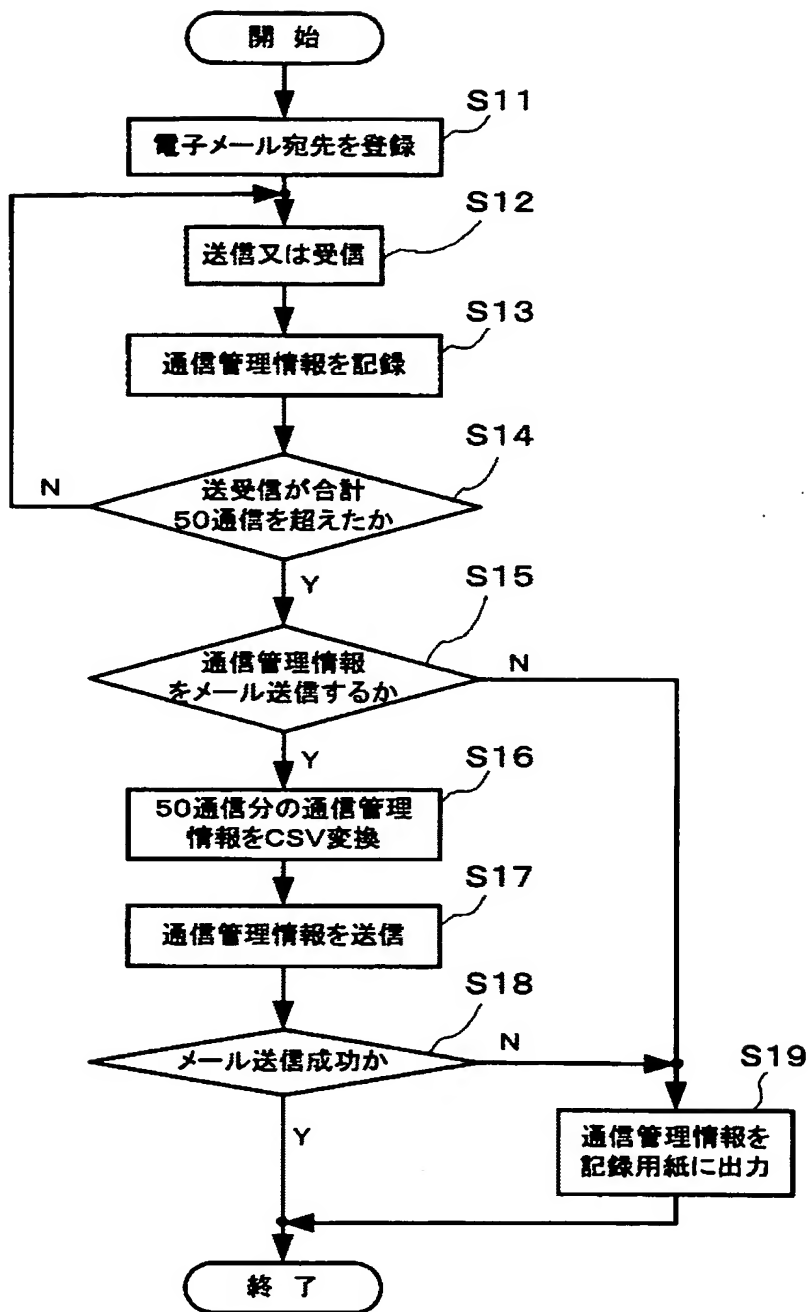 開 始
S11
電子メール宛先を登録
S12
送信又は受信
S13
通信管理情報を記録
S14
送受信が合計
50通信を超えたか
N
Y
S15
通信管理情報
をメール送信するか
N
Y
S16
50通信分の通信管理
情報をCSV変換
S17
通信管理情報を送信
S18
メール送信成功か
N
Y
S19
通信管理情報を
記録用紙に出力
終 了